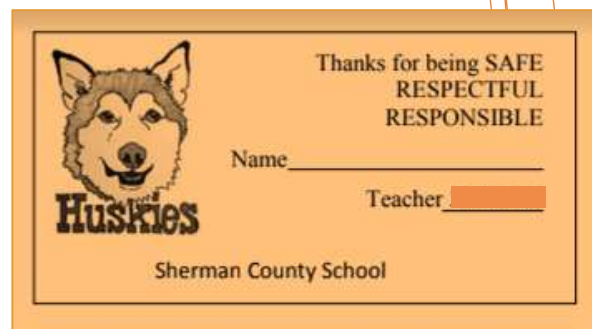 Thanks for being SAFE
RESPECTFUL
RESPONSIBLE
Name
Teacher
Huskies
Sherman County School